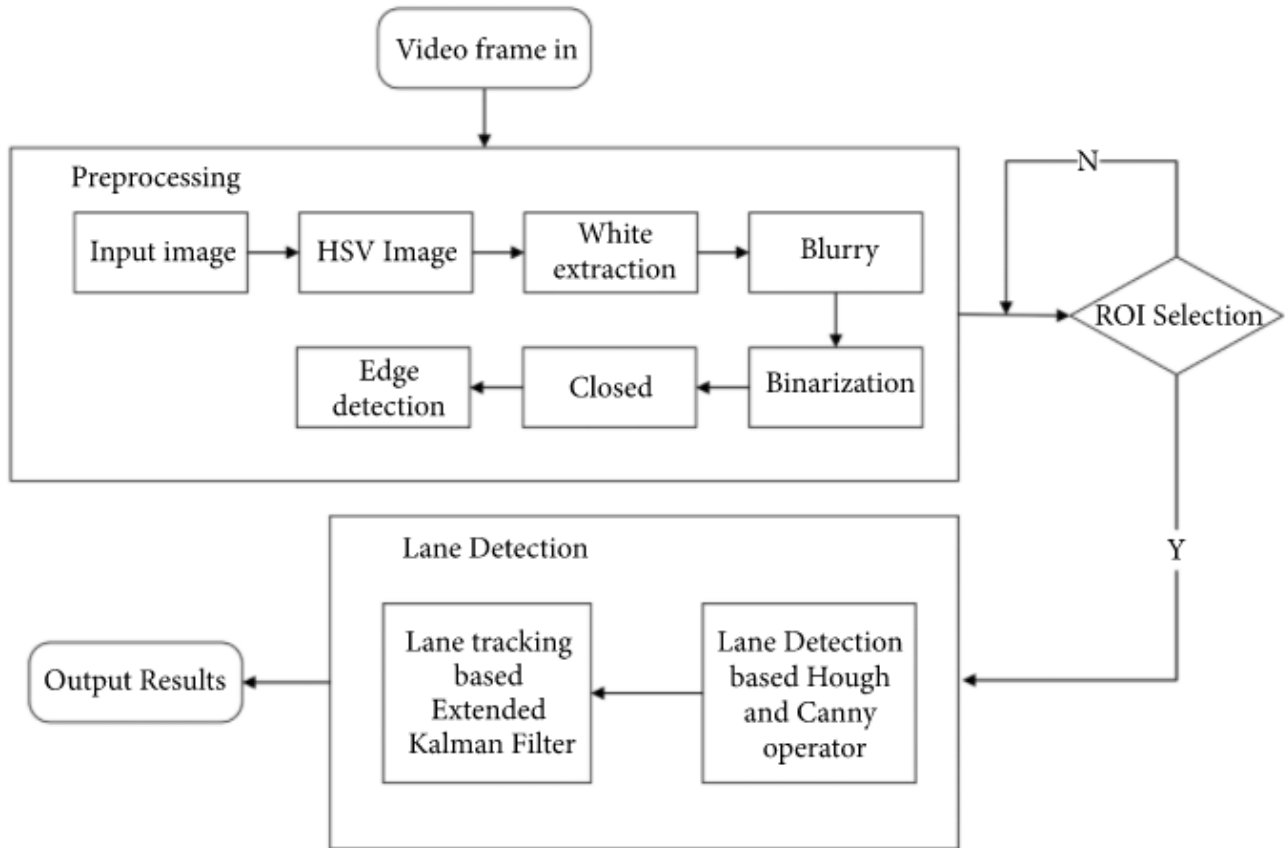 Video frame in
Preprocessing
Input image
HSV Image
White
extraction
Blurry
Binarization
Closed
Edge
detection
N
ROI Selection
Y
Lane Detection
Lane Detection
based Hough
and Canny
operator
Lane tracking
based
Extended
Kalman Filter
Output Results